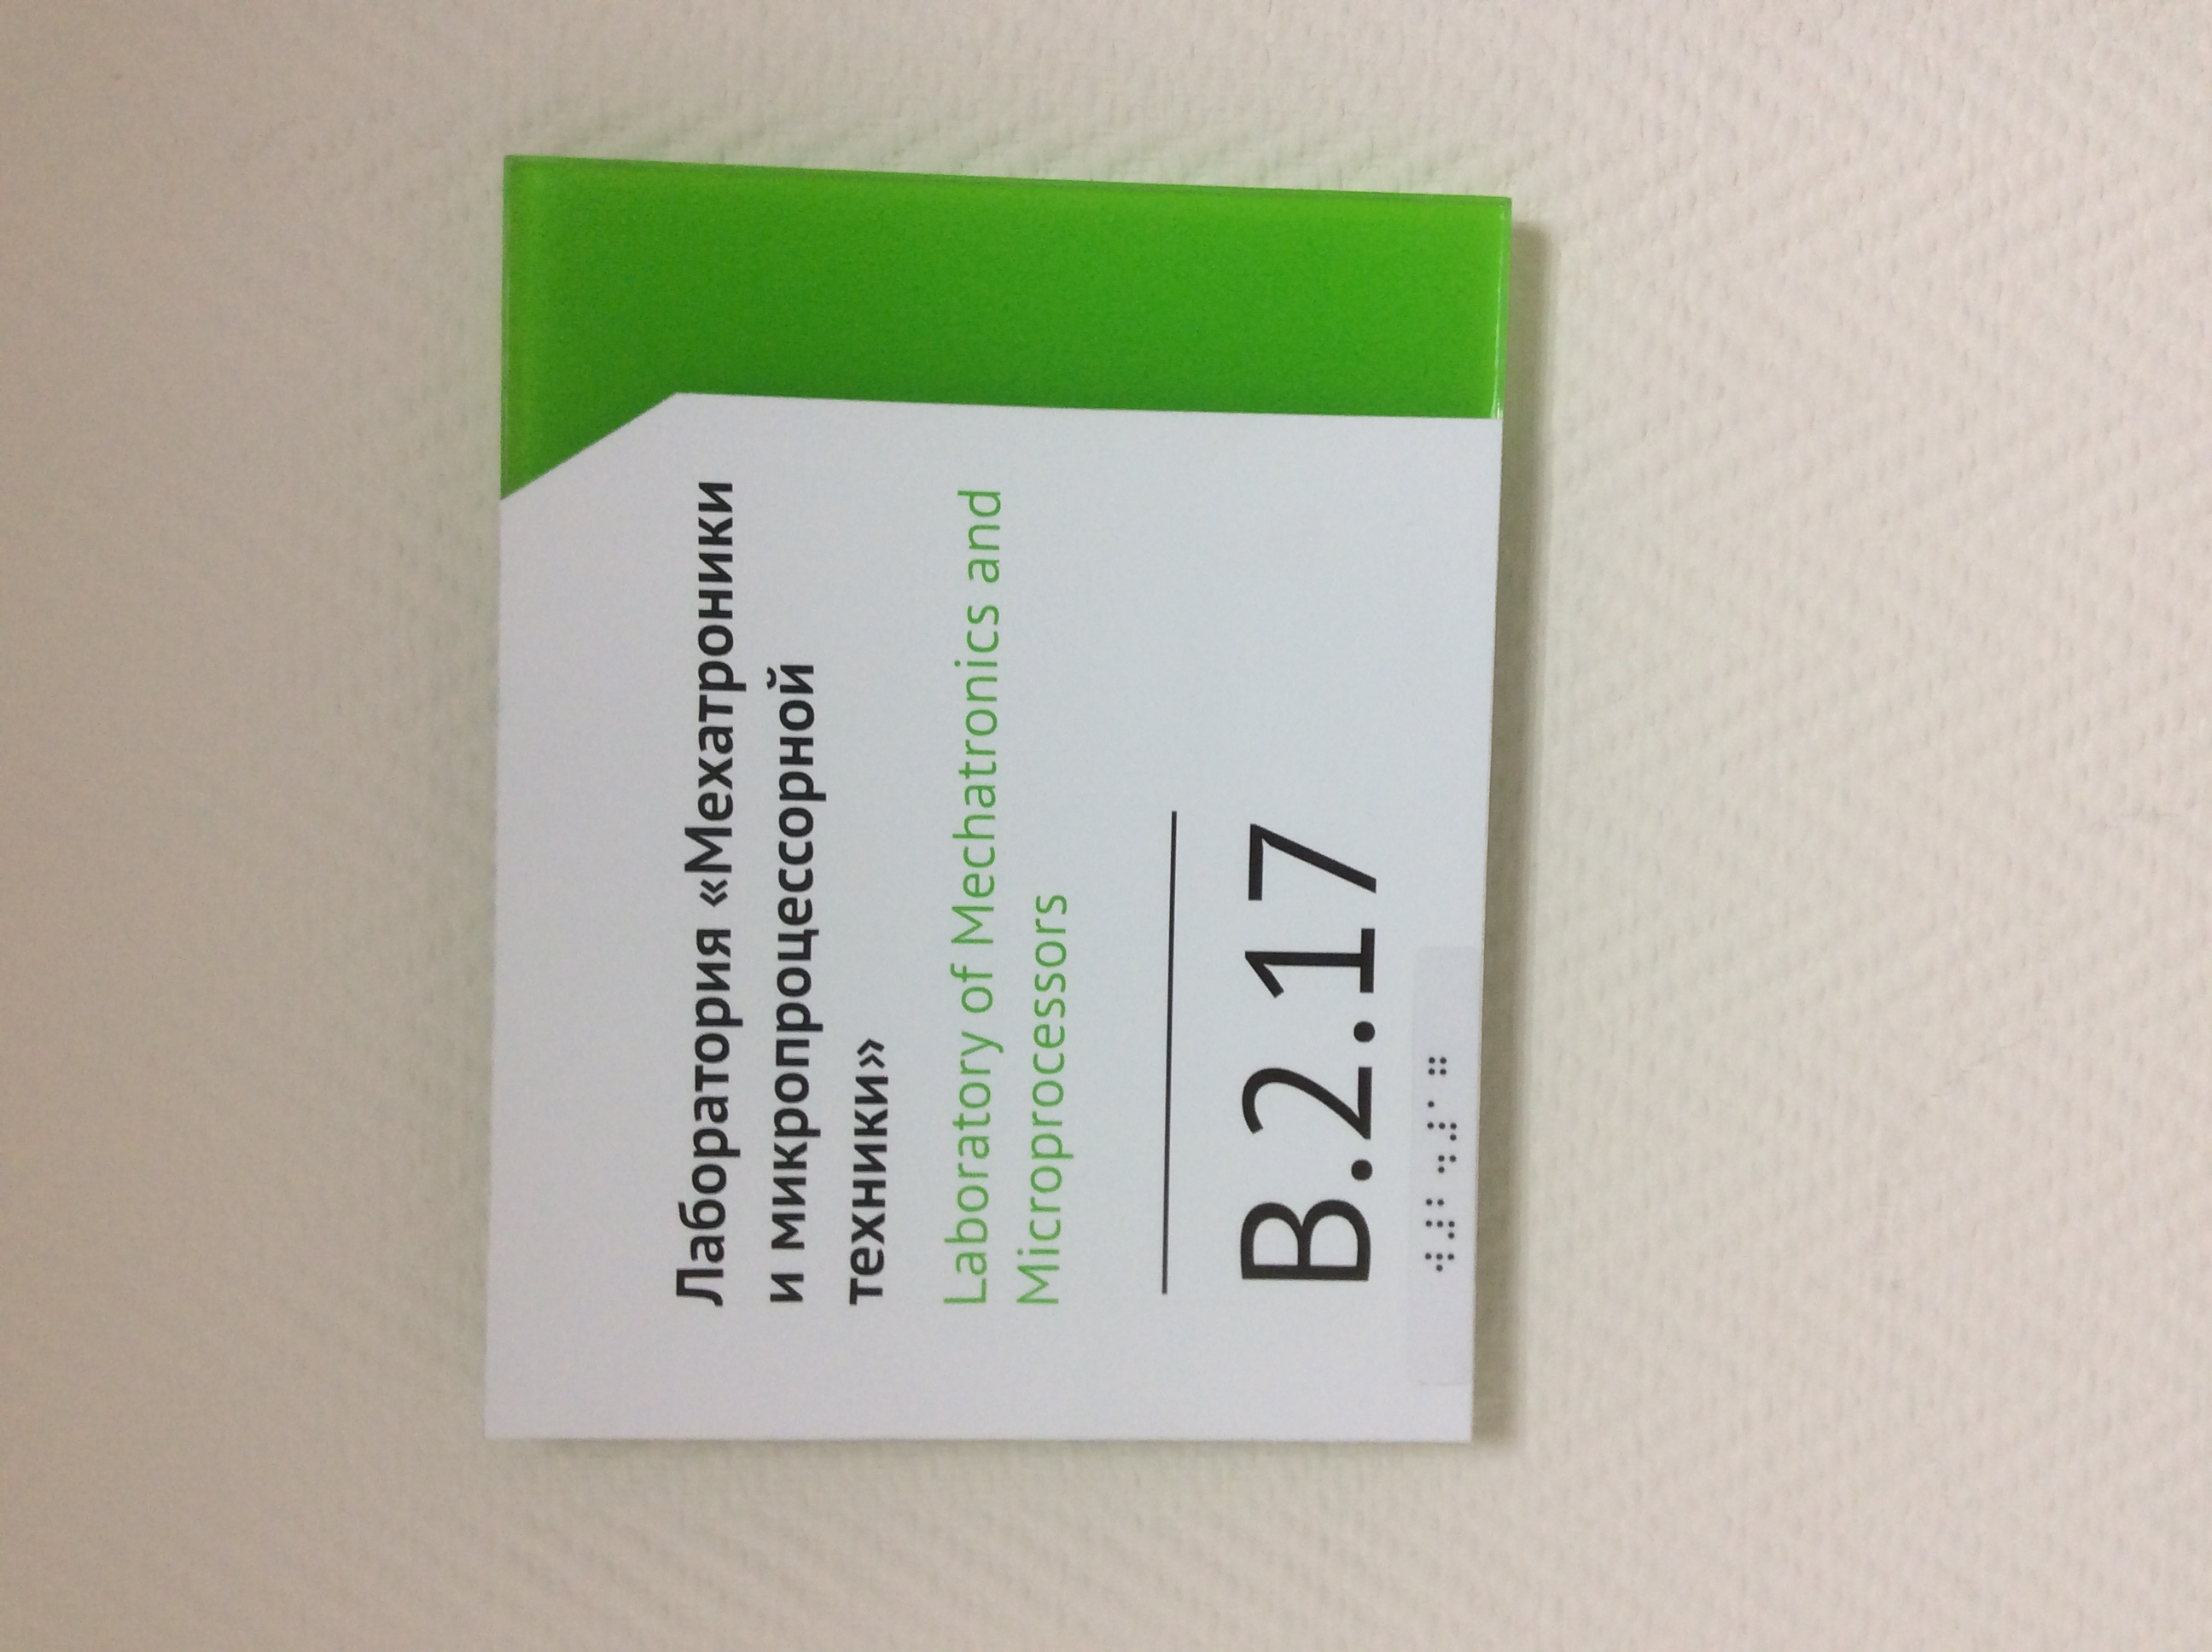 Лаборатория «Мехатроники
и микропроцессорной
техники»
Laboratory of Mechatronics and
Microprocessors
В.2.17
⠺⠼⠃⠲⠼⠁⠛